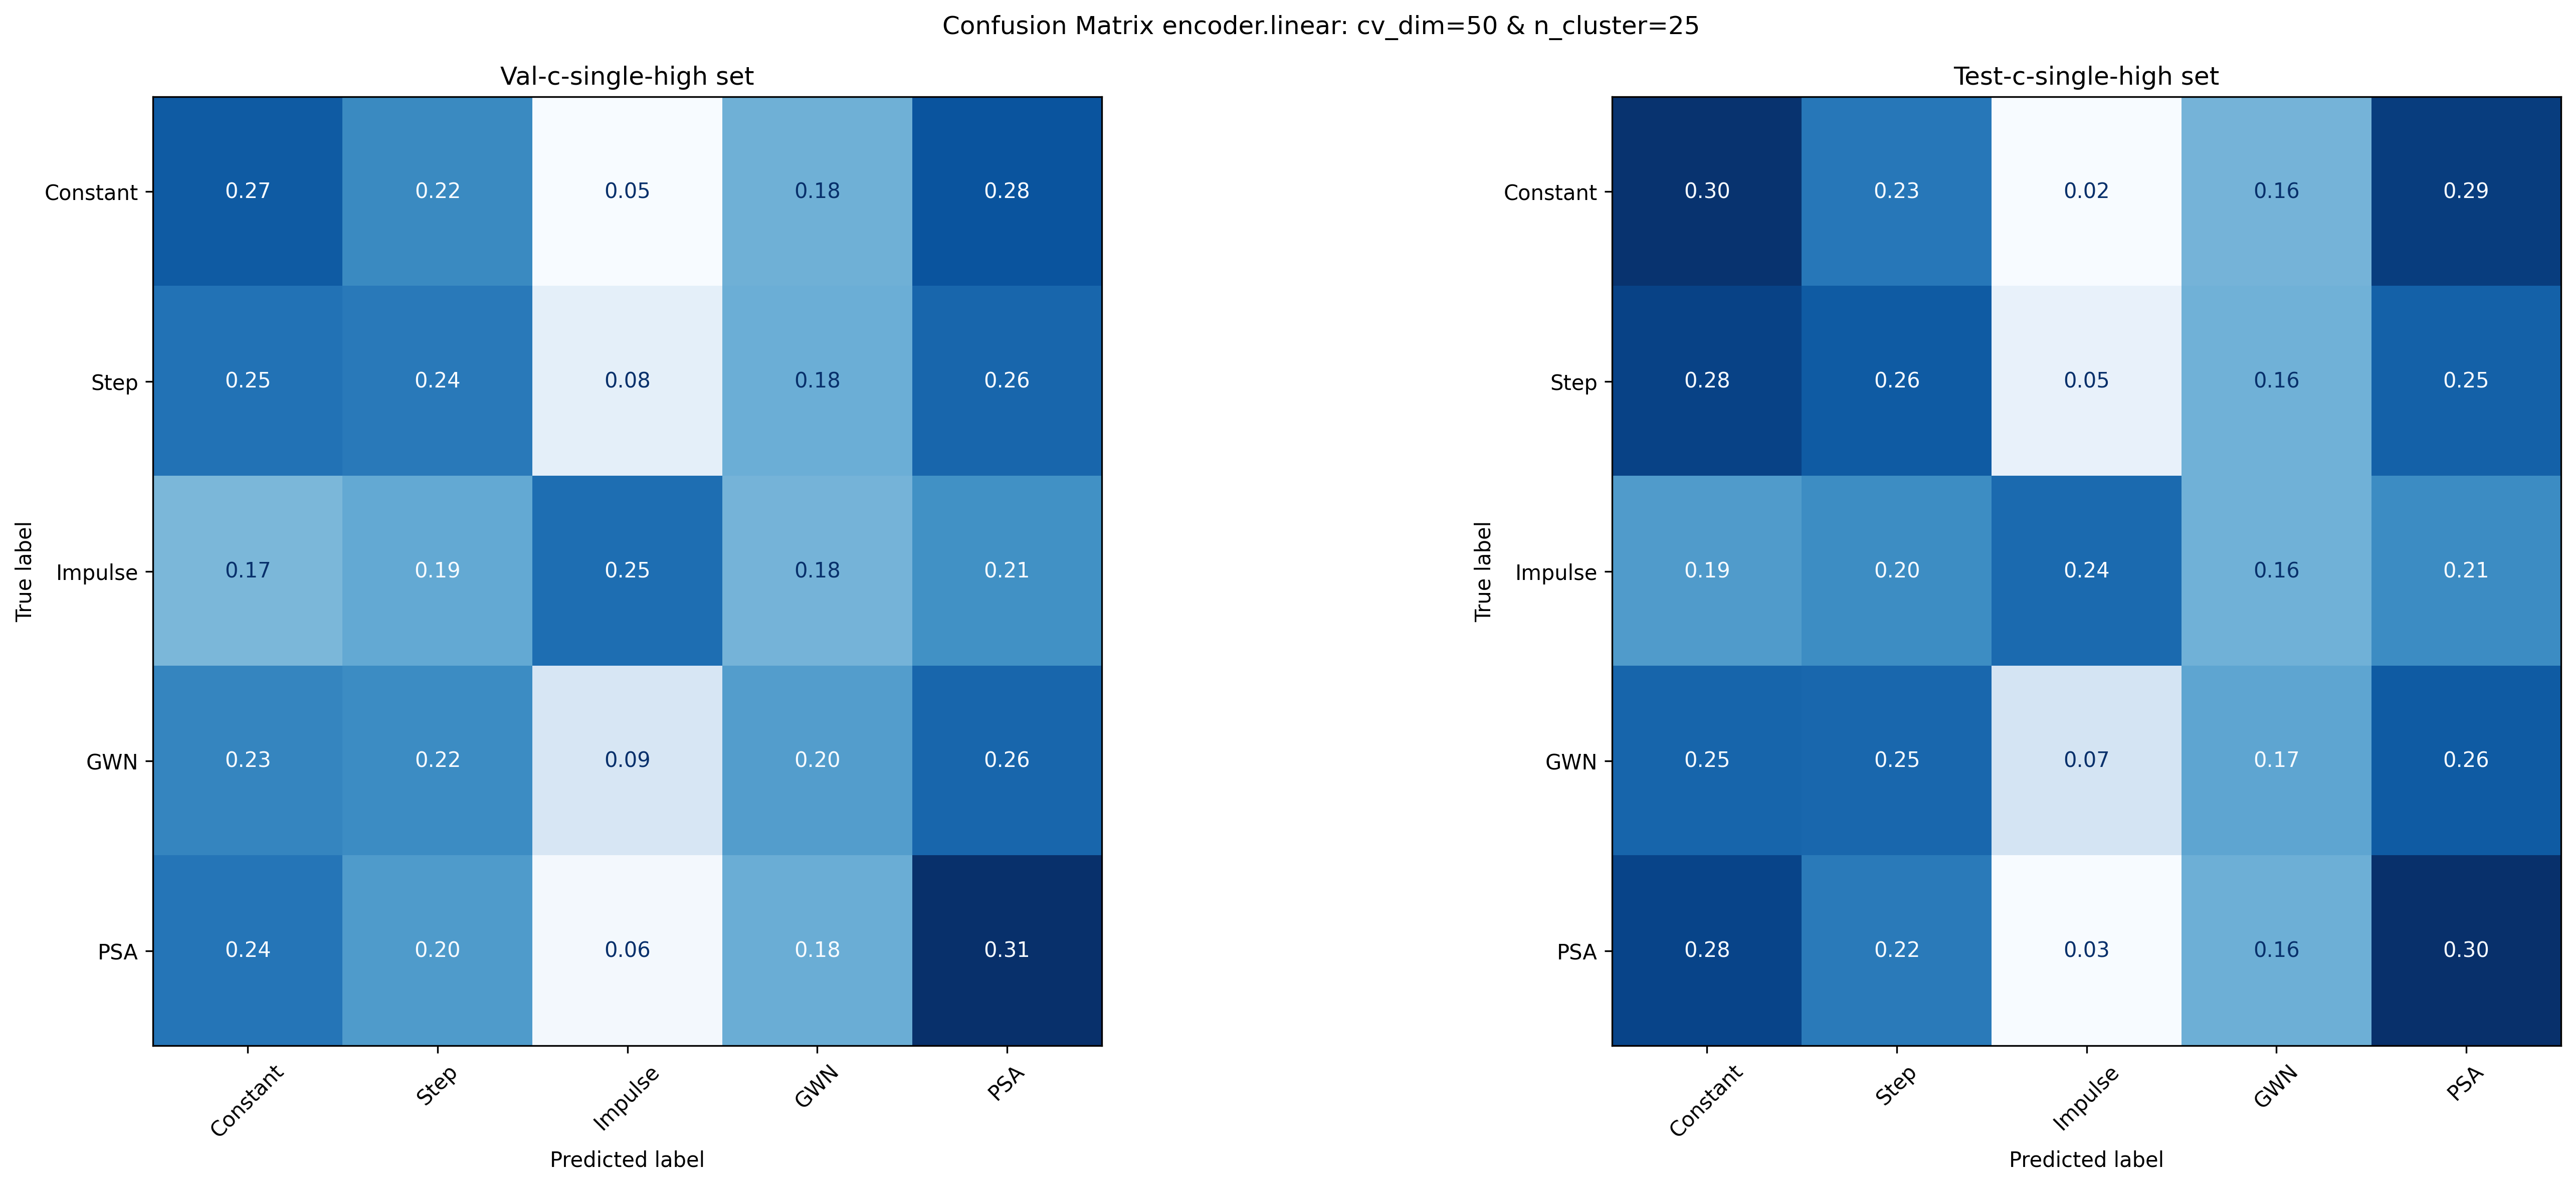 Confusion Matrix encoder.linear: cv_dim=50 & n_cluster=25
Val-c-single-high set
True label
Constant 0.27 0.22 0.05 0.18 0.28
Step 0.25 0.24 0.08 0.18 0.26
Impulse 0.17 0.19 0.25 0.18 0.21
GWN 0.23 0.22 0.09 0.20 0.26
PSA 0.24 0.20 0.06 0.18 0.31
Constant Step Impulse GWN PSA
Predicted label
Test-c-single-high set
True label
Constant 0.30 0.23 0.02 0.16 0.29
Step 0.28 0.26 0.05 0.16 0.25
Impulse 0.19 0.20 0.24 0.16 0.21
GWN 0.25 0.25 0.07 0.17 0.26
PSA 0.28 0.22 0.03 0.16 0.30
Constant Step Impulse GWN PSA
Predicted label